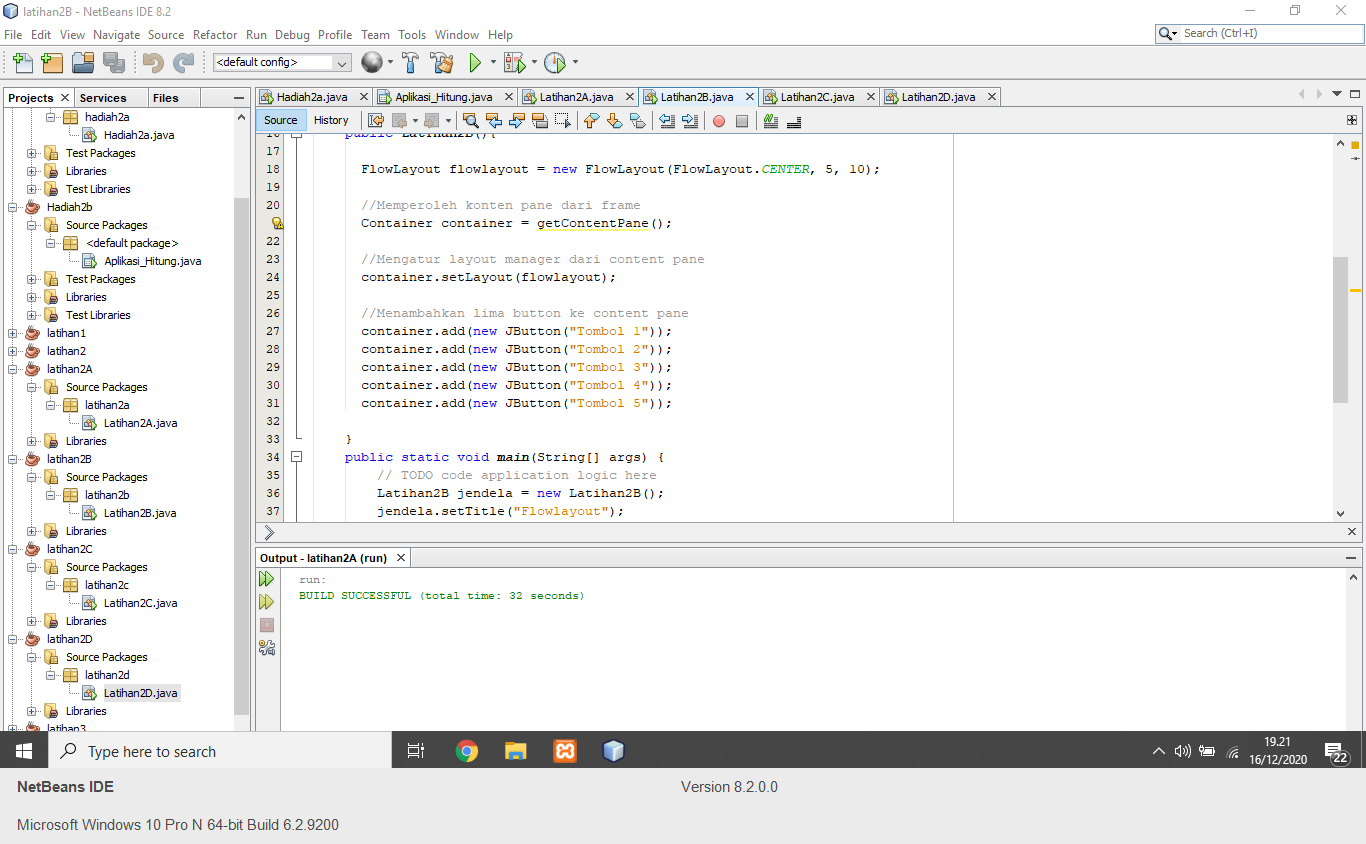 latihan2B - NetBeans IDE 8.2
File Edit View Navigate Source Refactor Run Debug Profile Team Tools Window Help
Search (Ctrl+I)
<default config>
Projects Services Files
Hadiah2a.java Aplikasi_Hitung.java Latihan2A.java Latihan2B.java Latihan2C.java Latihan2D.java
Source History
hadiah2a
Hadiah2a.java
Test Packages
Libraries
Test Libraries
Hadiah2b
Source Packages
<default package>
Aplikasi_Hitung.java
Test Packages
Libraries
Test Libraries
latihan1
latihan2
latihan2A
Source Packages
latihan2a
Latihan2A.java
Libraries
latihan2B
Source Packages
latihan2b
Latihan2B.java
Libraries
latihan2C
Source Packages
latihan2c
Latihan2C.java
Libraries
latihan2D
Source Packages
latihan2d
Latihan2D.java
Libraries
latihan3
16 public Latihan2B(){
17
18 FlowLayout flowlayout = new FlowLayout(FlowLayout.CENTER, 5, 10);
19
20 //Memperoleh konten pane dari frame
Container container = getContentPane();
22
23 //Mengatur layout manager dari content pane
24 container.setLayout(flowlayout);
25
26 //Menambahkan lima button ke content pane
27 container.add(new JButton("Tombol 1"));
28 container.add(new JButton("Tombol 2"));
29 container.add(new JButton("Tombol 3"));
30 container.add(new JButton("Tombol 4"));
31 container.add(new JButton("Tombol 5"));
32
33 }
34 public static void main(String[] args) {
35 // TODO code application logic here
36 Latihan2B jendela = new Latihan2B();
37 jendela.setTitle("Flowlayout");
Output - latihan2A (run)
run:
BUILD SUCCESSFUL (total time: 32 seconds)
Type here to search
19.21
16/12/2020
22
NetBeans IDE Version 8.2.0.0
Microsoft Windows 10 Pro N 64-bit Build 6.2.9200